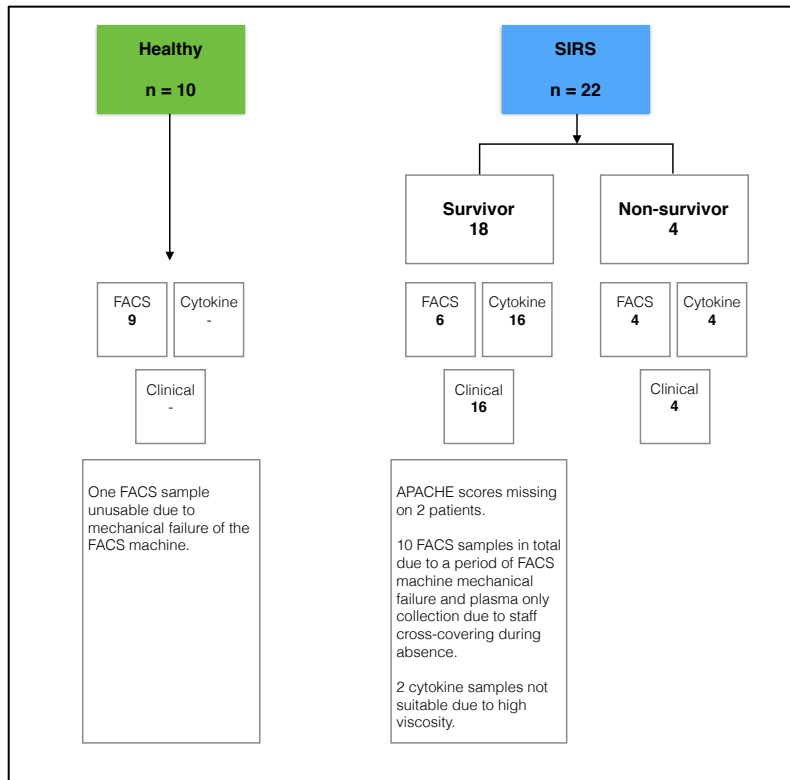 Healthy
n = 10
SIRS
n = 22
Survivor
18
Non-survivor
4
FACS
9
Cytokine
-
Clinical
-
FACS
6
Cytokine
16
Clinical
16
FACS
4
Cytokine
4
Clinical
4
One FACS sample
unusable due to
mechanical failure of the
FACS machine.
APACHE scores missing
on 2 patients.
10 FACS samples in total
due to a period of FACS
machine mechanical
failure and plasma only
collection due to staff
cross-covering during
absence.
2 cytokine samples not
suitable due to high
viscosity.